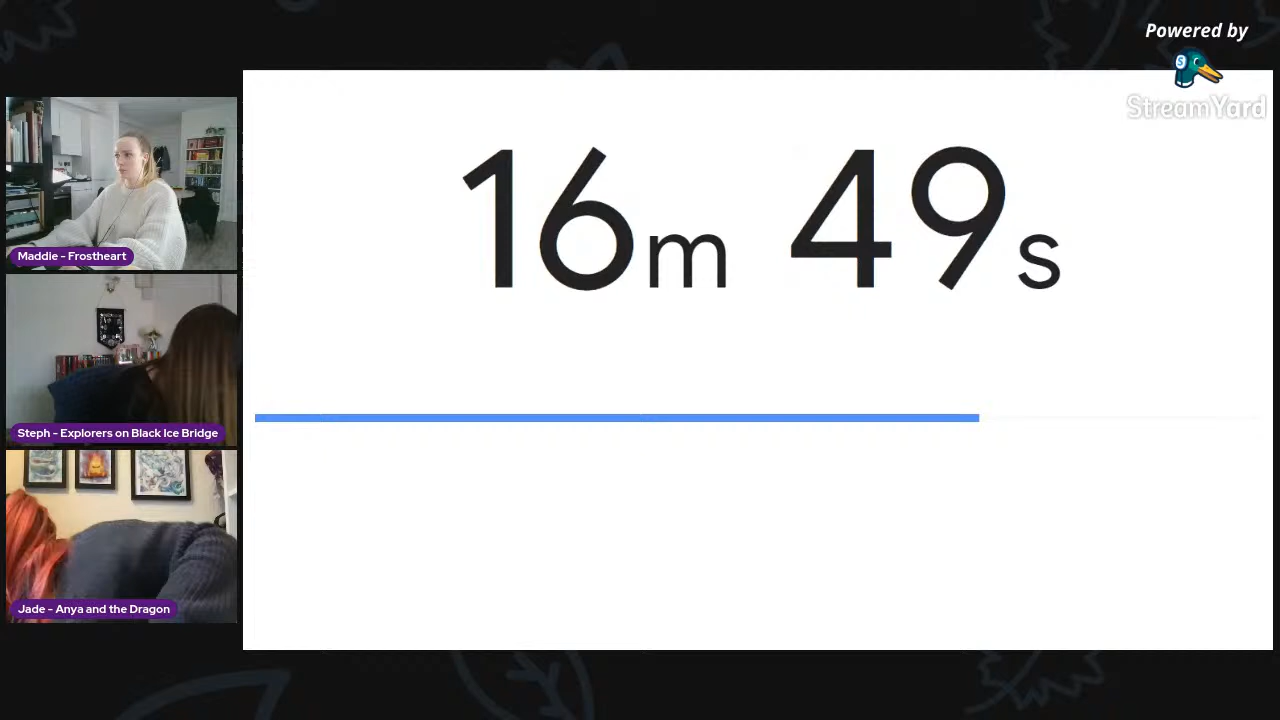 Powered by
StreamYard
16m 49s
Maddie - Frostheart
Steph - Explorers on Black Ice Bridge
Jade - Anya and the Dragon